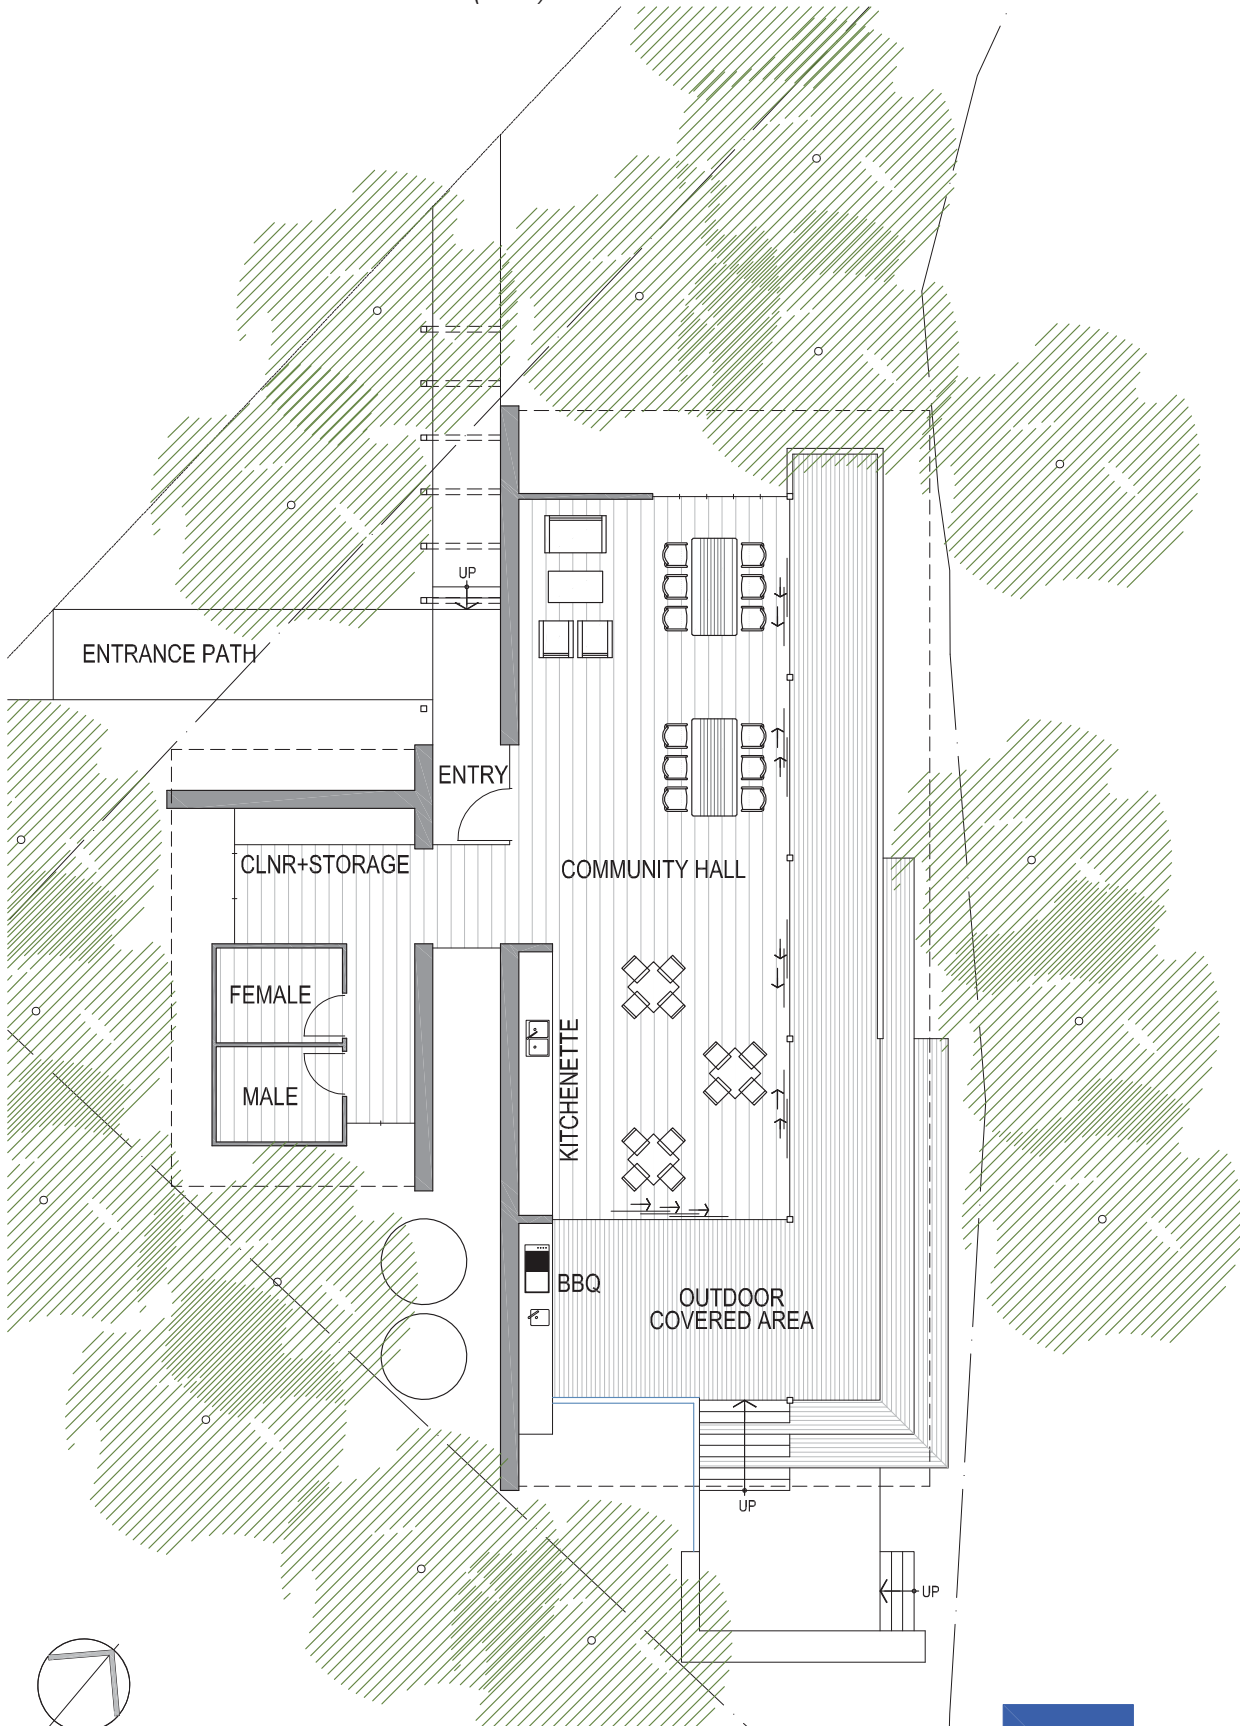 UP
ENTRANCE PATH
ENTRY
CLNR+STORAGE
COMMUNITY HALL
FEMALE
MALE
KITCHENETTE
BBQ
OUTDOOR
COVERED AREA
UP
UP